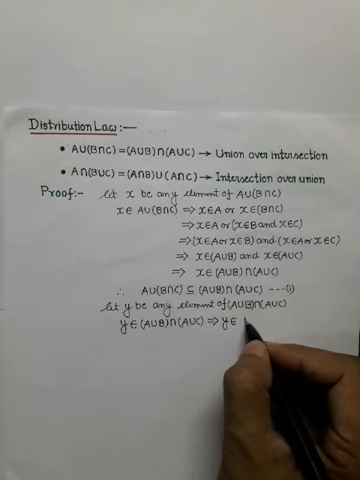 Distribution Law:—
• A∪(B∩C)=(A∪B)∩(A∪C) → Union over intersection
• A∩(B∪C)=(A∩B)∪(A∩C) → Intersection over union
Proof:- let x be any element of A∪(B∩C)
x∈ A∪(B∩C) ⇒ x∈A or x∈(B∩C)
⇒ x∈A or (x∈B and x∈C)
⇒(x∈A or x∈B) and (x∈A or x∈C)
⇒ x∈(A∪B) and x∈(A∪C)
⇒ x∈(A∪B)∩(A∪C)
∴ A∪(B∩C) ⊆ (A∪B)∩(A∪C) ---(i)
let y be any element of (A∪B)∩(A∪C)
y∈(A∪B)∩(A∪C) ⇒ y∈